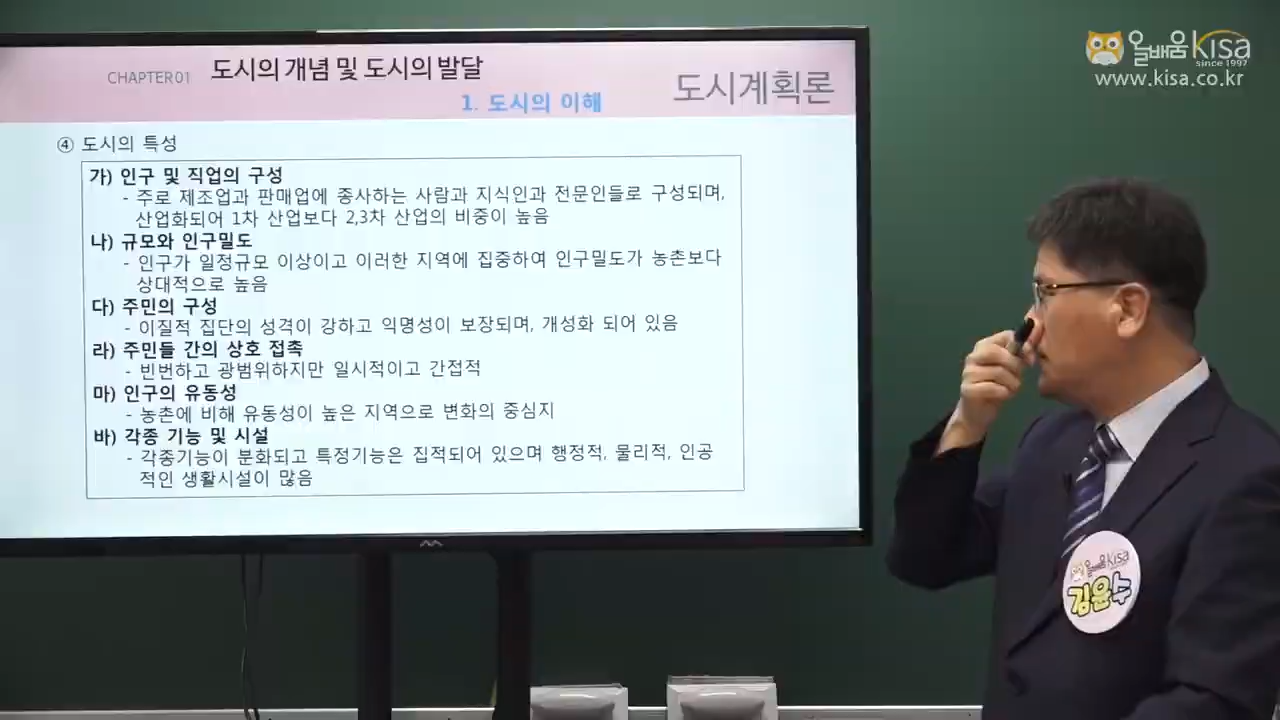 CHAPTER 01 도시의 개념 및 도시의 발달
1. 도시의 이해
도시계획론
④ 도시의 특성
가) 인구 및 직업의 구성
- 주로 제조업과 판매업에 종사하는 사람과 지식인과 전문인들로 구성되며,
산업화되어 1차 산업보다 2,3차 산업의 비중이 높음
나) 규모와 인구밀도
- 인구가 일정규모 이상이고 이러한 지역에 집중하여 인구밀도가 농촌보다
상대적으로 높음
다) 주민의 구성
- 이질적 집단의 성격이 강하고 익명성이 보장되며, 개성화 되어 있음
라) 주민들 간의 상호 접촉
- 빈번하고 광범위하지만 일시적이고 간접적
마) 인구의 유동성
- 농촌에 비해 유동성이 높은 지역으로 변화의 중심지
바) 각종 기능 및 시설
- 각종기능이 분화되고 특정기능은 집적되어 있으며 행정적, 물리적, 인공
적인 생활시설이 많음
올배움kisa
since 1997
www.kisa.co.kr
올배움kisa
김윤수